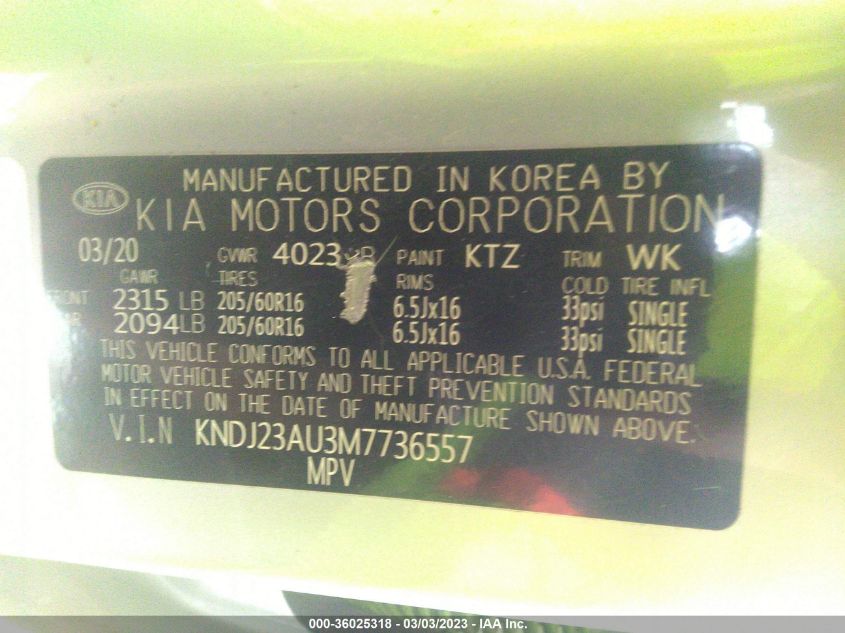 MANUFACTURED IN KOREA BY
KIA KIA MOTORS CORPORATION
03/20 GVWR 4023 PAINT KTZ TRIM WK
GAWR TIRES RIMS COLD TIRE INFL
2315 LB 205/60R16 6.5Jx16 33psi SINGLE
2094LB 205/60R16 6.5Jx16 33psi SINGLE
THIS VEHICLE CONFORMS TO ALL APPLICABLE U.S.A. FEDERAL
MOTOR VEHICLE SAFETY AND THEFT PREVENTION STANDARDS
IN EFFECT ON THE DATE OF MANUFACTURE SHOWN ABOVE.
V.I.N KNDJ23AU3M7736557
MPV
000-36025318 - 03/03/2023 - IAA Inc.